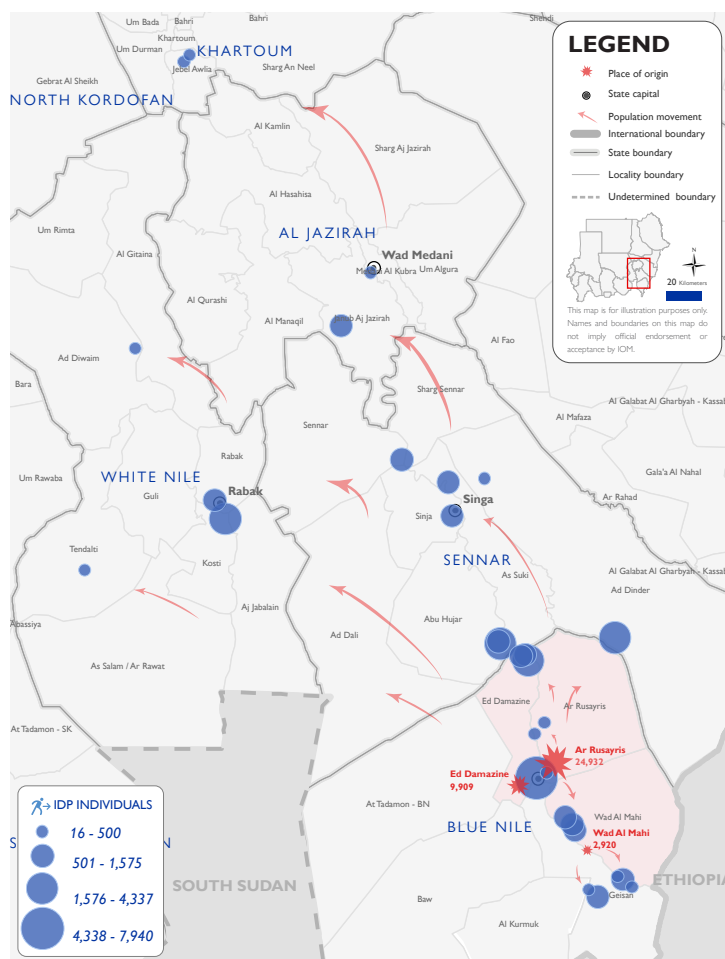 Um Bada
Bahri
Bahri
Shendi
Khartoum
Um Durman
KHARTOUM
Jebel Awlia
Sharg An Neel
Gebrat Al Sheikh
NORTH KORDOFAN
Al Kamlin
Sharg Aj Jazirah
Al Hasahisa
Um Rimta
AL JAZIRAH
Al Gitaina
Wad Medani
Medani Al Kubra
Um Algura
Al Qurashi
Al Manaqil
Janub Aj Jazirah
Al Fao
Ad Diwaim
Bara
Sharg Sennar
Al Galabat Al Gharbyah - Kassal
Al Mafaza
Sennar
Rabak
Um Rawaba
WHITE NILE
Guli
Rabak
Gala'a Al Nahal
Ar Rahad
Singa
Sinja
Tendalti
Kosti
SENNAR
As Suki
Al Galabat Al Gharbyah - Kassal
Ad Dinder
Aj Jabalain
Abu Hujar
Abassiya
Ad Dali
As Salam / Ar Rawat
Ed Damazine
Ar Rusayris
At Tadamon - SK
Ar Rusayris
24,932
Ed Damazine
9,909
At Tadamon - BN
BLUE NILE
Wad Al Mahi
Wad Al Mahi
2,920
SOUTH SUDAN
ETHIOPIA
Baw
Geisan
Al Kurmuk
LEGEND
Place of origin
State capital
Population movement
International boundary
State boundary
Locality boundary
Undetermined boundary
N
20 Kilometers
This map is for illustration purposes only.
Names and boundaries on this map do
not imply official endorsement or
acceptance by IOM.
IDP INDIVIDUALS
16 - 500
501 - 1,575
1,576 - 4,337
4,338 - 7,940